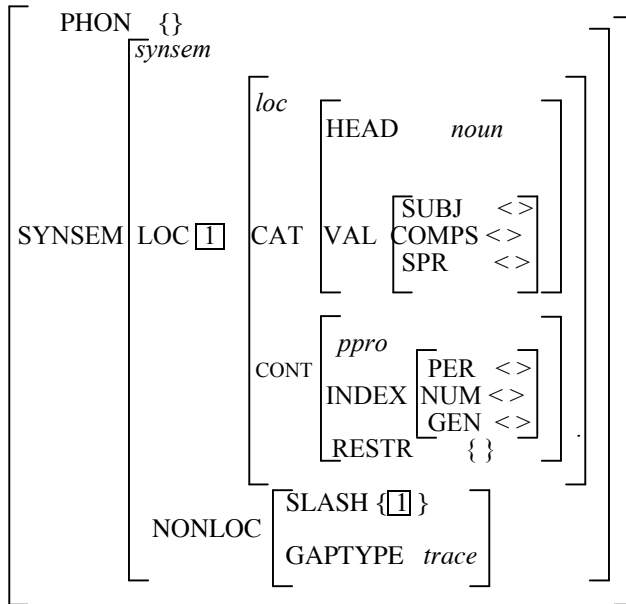 PHON {}
synsem
loc
HEAD noun
SUBJ < >
SYNSEM LOC 1 CAT VAL COMPS < >
SPR < >
ppro
PER < >
CONT
INDEX NUM < >
GEN < >
RESTR { }
.
SLASH { 1 }
NONLOC
GAPTYPE trace